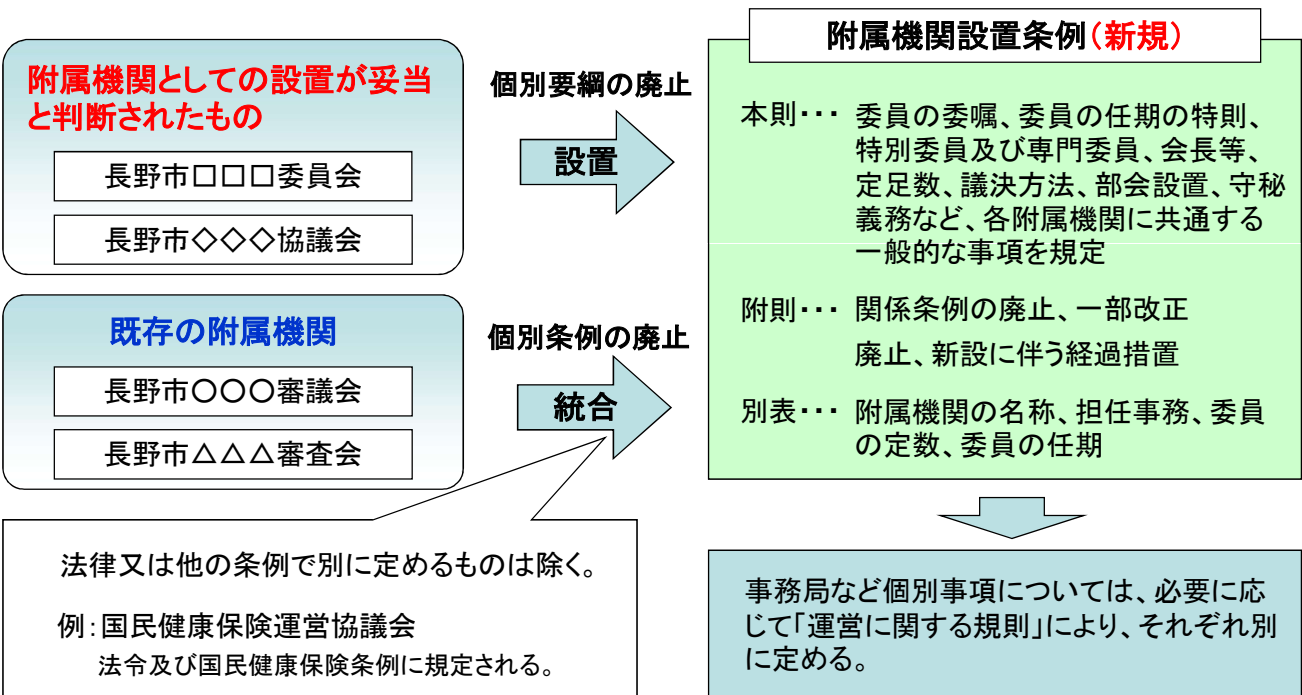 附属機関としての設置が妥当
と判断されたもの
長野市□□□委員会
長野市◇◇◇協議会
個別要綱の廃止
設置
既存の附属機関
長野市○○○審議会
長野市△△△審査会
個別条例の廃止
統合
法律又は他の条例で別に定めるものは除く。
例：国民健康保険運営協議会
法令及び国民健康保険条例に規定される。
附属機関設置条例（新規）
本則・・・ 委員の委嘱、委員の任期の特則、
特別委員及び専門委員、会長等、
定足数、議決方法、部会設置、守秘
義務など、各附属機関に共通する
一般的な事項を規定
附則・・・ 関係条例の廃止、一部改正
廃止、新設に伴う経過措置
別表・・・ 附属機関の名称、担任事務、委員
の定数、委員の任期
事務局など個別事項については、必要に応
じて「運営に関する規則」により、それぞれ別
に定める。